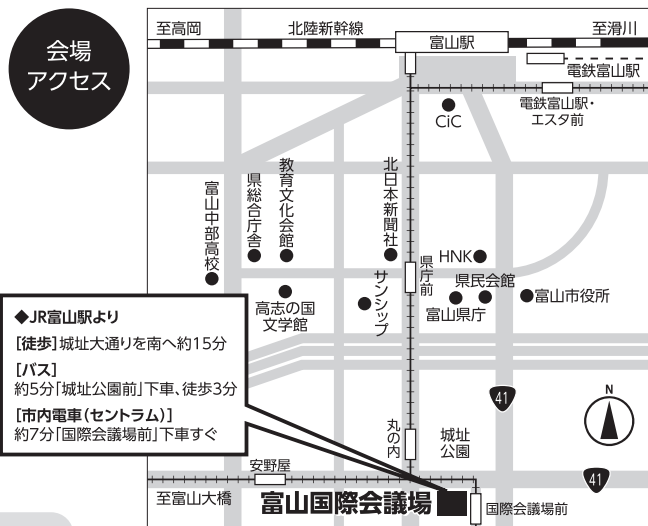 会場
アクセス
至高岡
北陸新幹線
富山駅
至滑川
電鉄富山駅
電鉄富山駅・
エスタ前
CiC
北日本新聞社
教育文化会館
県総合庁舎
富山中部高校
県庁前
HNK
県民会館
富山県庁
富山市役所
サンシップ
高志の国
文学館
◆JR富山駅より
[徒歩]城址大通りを南へ約15分
[バス]
約5分「城址公園前」下車、徒歩3分
[市内電車(セントラム)]
約7分「国際会議場前」下車すぐ
41
N
丸の内
城址
公園
41
安野屋
至富山大橋
富山国際会議場
国際会議場前